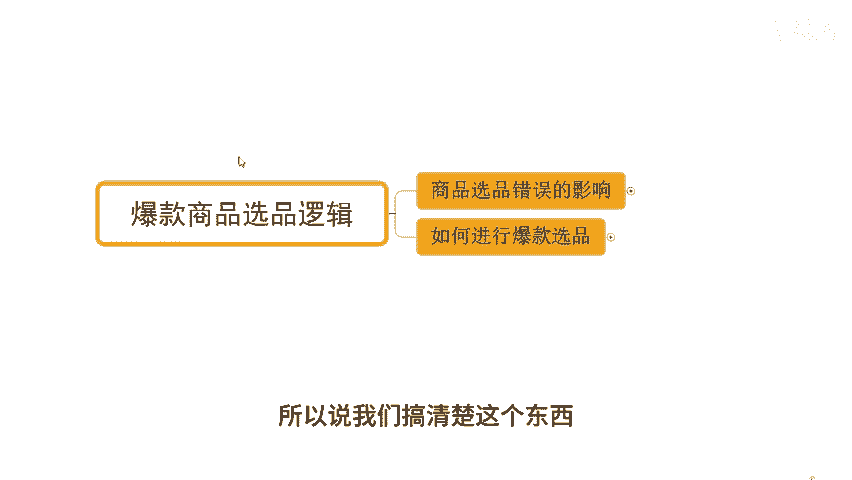 商品选品错误的影响
爆款商品选品逻辑
如何进行爆款选品
所以说我们搞清楚这个东西